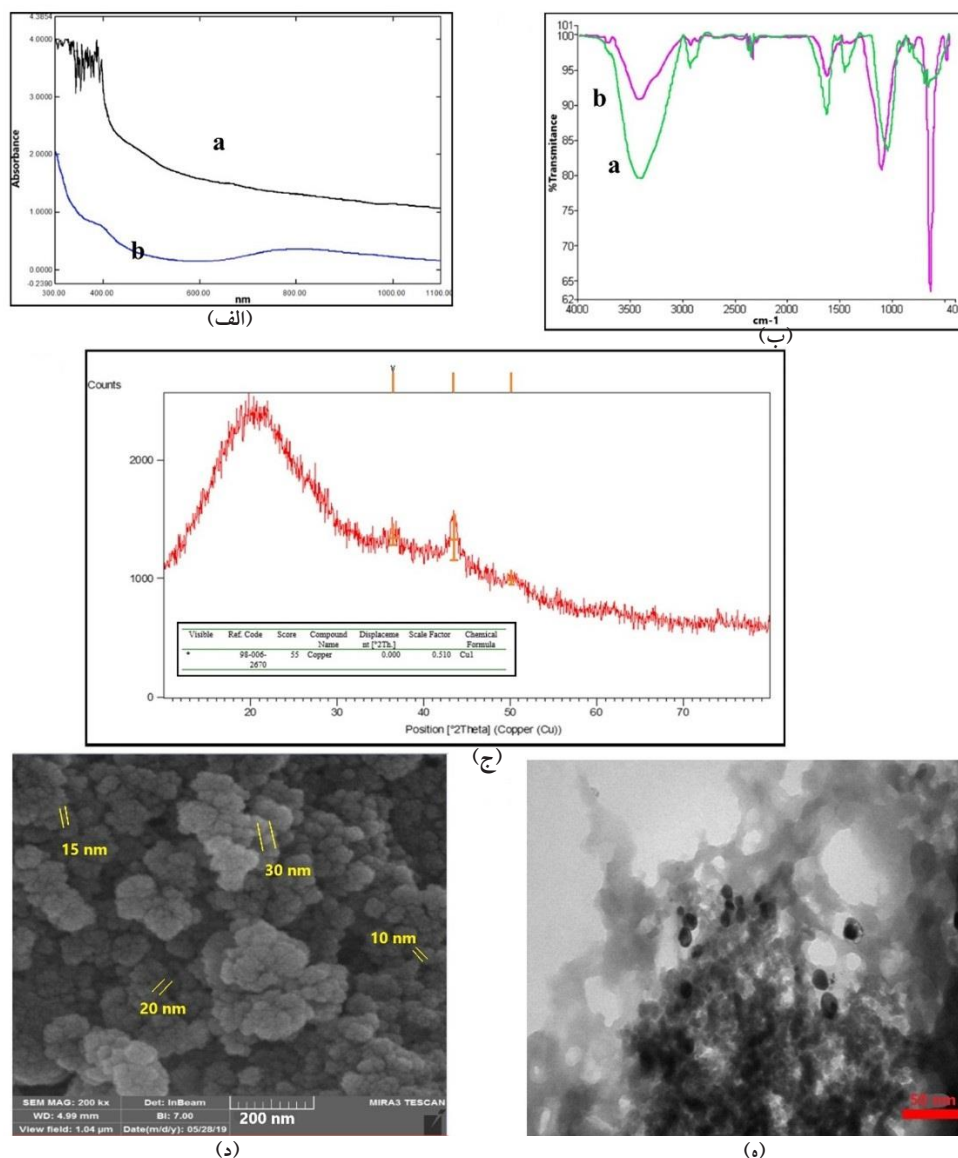 4.3854
4.0000
3.0000
2.0000
1.0000
0.0000
-0.2390
Absorbance
a
b
300.00 400.00 600.00 800.00 1000.00 1100.00
nm
(الف)
101
100
95
90
85
80
75
70
65
62
%Transmitance
b
a
4000 3500 3000 2500 2000 1500 1000 400
cm-1
(ب)
Counts
2000
1000
0
Visible Ref. Code Score Compound Name Displaceme nt [°2Th.] Scale Factor Chemical Formula
* 98-006-2670 55 Copper 0.000 0.510 Cu1
20 30 40 50 60 70
Position [°2Theta] (Copper (Cu))
(ج)
15 nm
30 nm
10 nm
20 nm
SEM MAG: 200 kx Det: InBeam MIRA3 TESCAN
WD: 4.99 mm BI: 7.00 200 nm
View field: 1.04 µm Date(m/d/y): 05/28/19
(د)
50 nm
(ه)